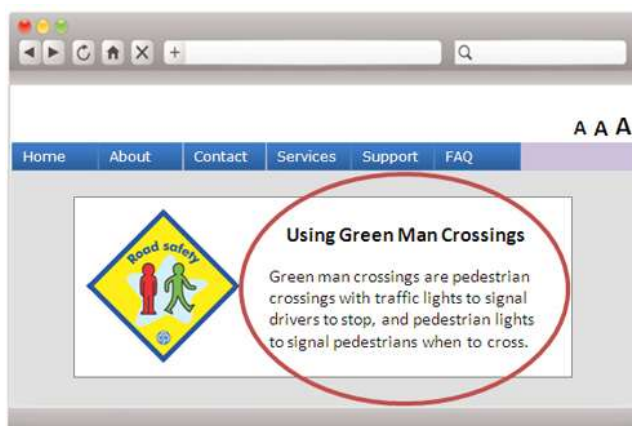 A A A
Home About Contact Services Support FAQ
Road safety
Using Green Man Crossings
Green man crossings are pedestrian
crossings with traffic lights to signal
drivers to stop, and pedestrian lights
to signal pedestrians when to cross.